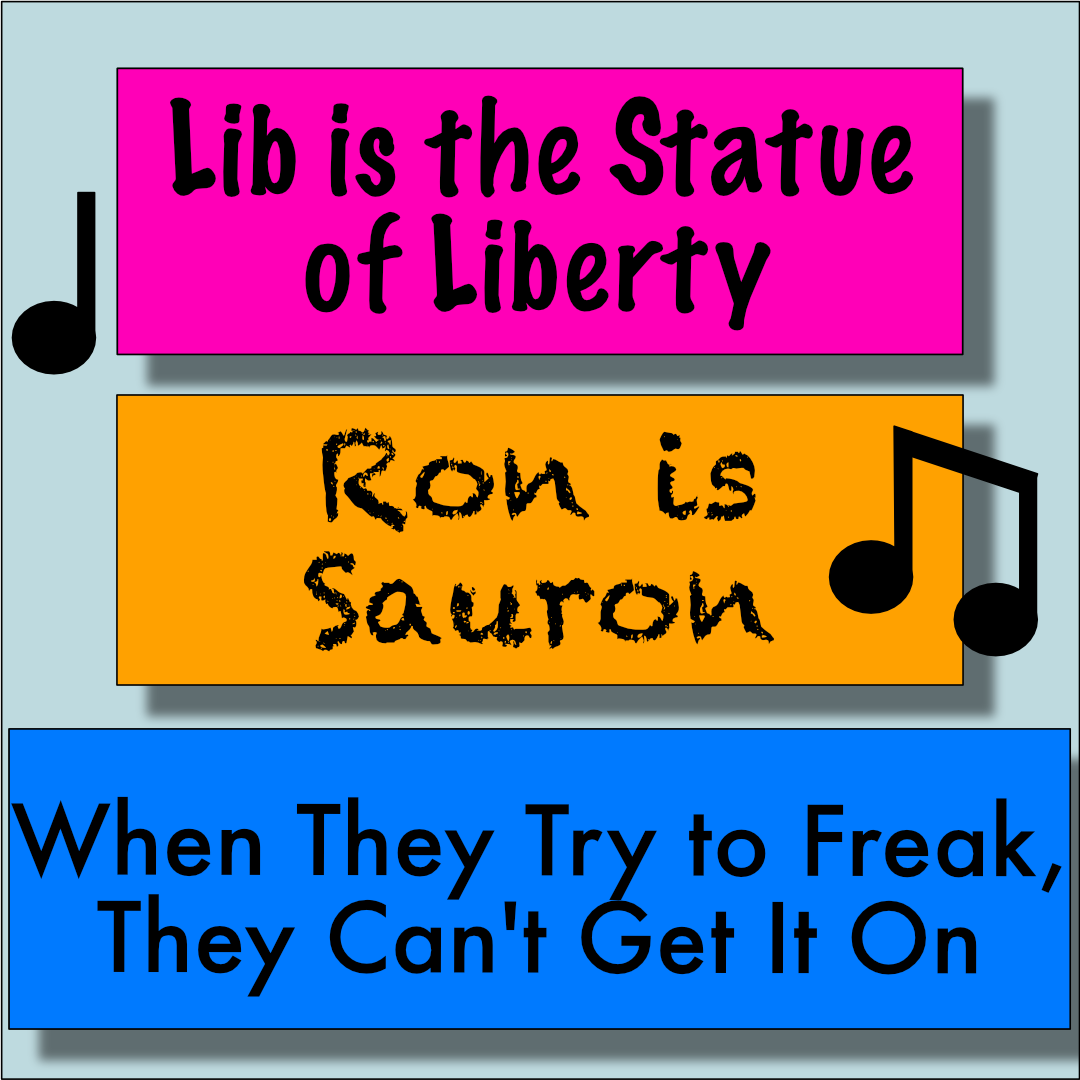 Lib is the Statue
of Liberty
Ron is
Sauron
When They Try to Freak,
They Can't Get It On